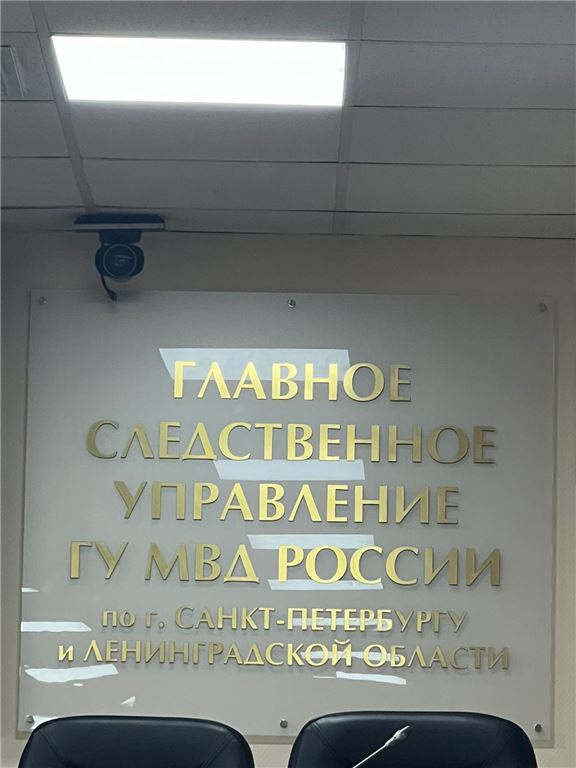 ГЛАВНОЕ
СЛЕДСТВЕННОЕ
УПРАВЛЕНИЕ
ГУ МВД РОССИИ
по г. САНКТ-ПЕТЕРБУРГУ
и ЛЕНИНГРАДСКОЙ ОБЛАСТИ